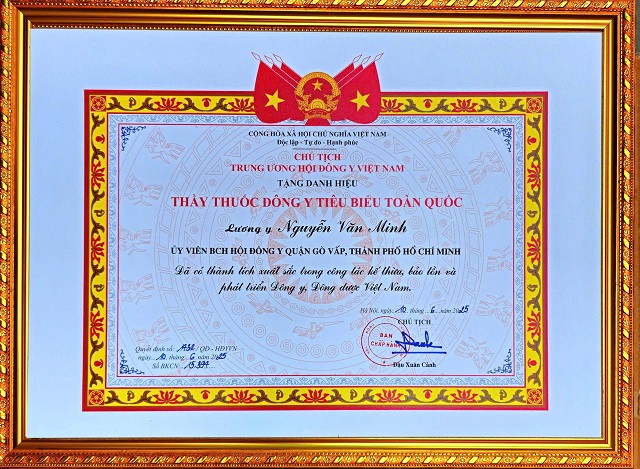 CỘNG HÒA XÃ HỘI CHỦ NGHĨA VIỆT NAM
Độc lập - Tự do - Hạnh phúc
CHỦ TỊCH
TRUNG ƯƠNG HỘI ĐÔNG Y VIỆT NAM
TẶNG DANH HIỆU
THẦY THUỐC ĐÔNG Y TIÊU BIỂU TOÀN QUỐC
Lương y Nguyễn Văn Minh
ỦY VIÊN BCH HỘI ĐÔNG Y QUẬN GÒ VẤP, THÀNH PHỐ HỒ CHÍ MINH
Đã có thành tích xuất sắc trong công tác kế thừa, bảo tồn và
phát triển Đông y, Đông dược Việt Nam.
Hà Nội, ngày 10 tháng 6 năm 2025
CHỦ TỊCH
BAN
CHẤP HÀNH
Quyết định số: /QĐ - HĐYVN
ngày 10 tháng 6 năm 2025
Số BKCN:
Đậu Xuân Cảnh